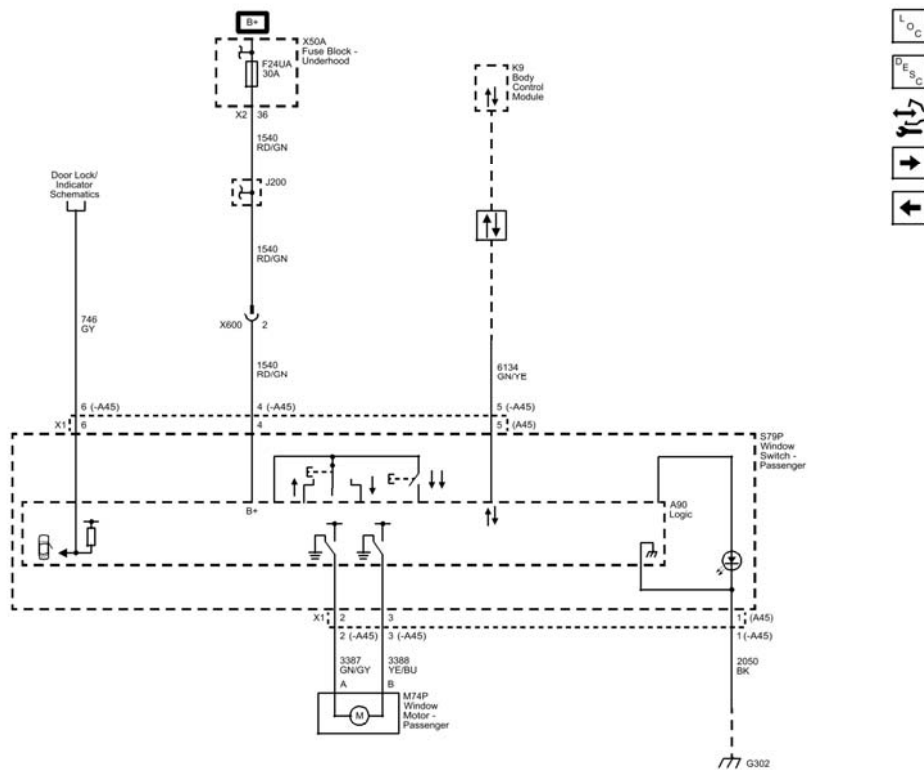 B+
X50A
Fuse Block -
Underhood
F24UA
30A
X2 36
K9
Body
Control
Module
1540
RD/GN
Door Lock/
Indicator
Schematics
J200
1540
RD/GN
746
GY
X600 2
1540
RD/GN
6134
GN/YE
6 (-A45) 4 (-A45) 5 (-A45)
X1 6 4 5 (A45)
S79P
Window
Switch -
Passenger
B+
A90
Logic
X1 2 3 1 (A45)
2 (-A45) 3 (-A45) 1 (-A45)
3387
GN/GY
3388
YE/BU
2050
BK
A B
M74P
Window
Motor -
Passenger
M
G302
LOC
DESC